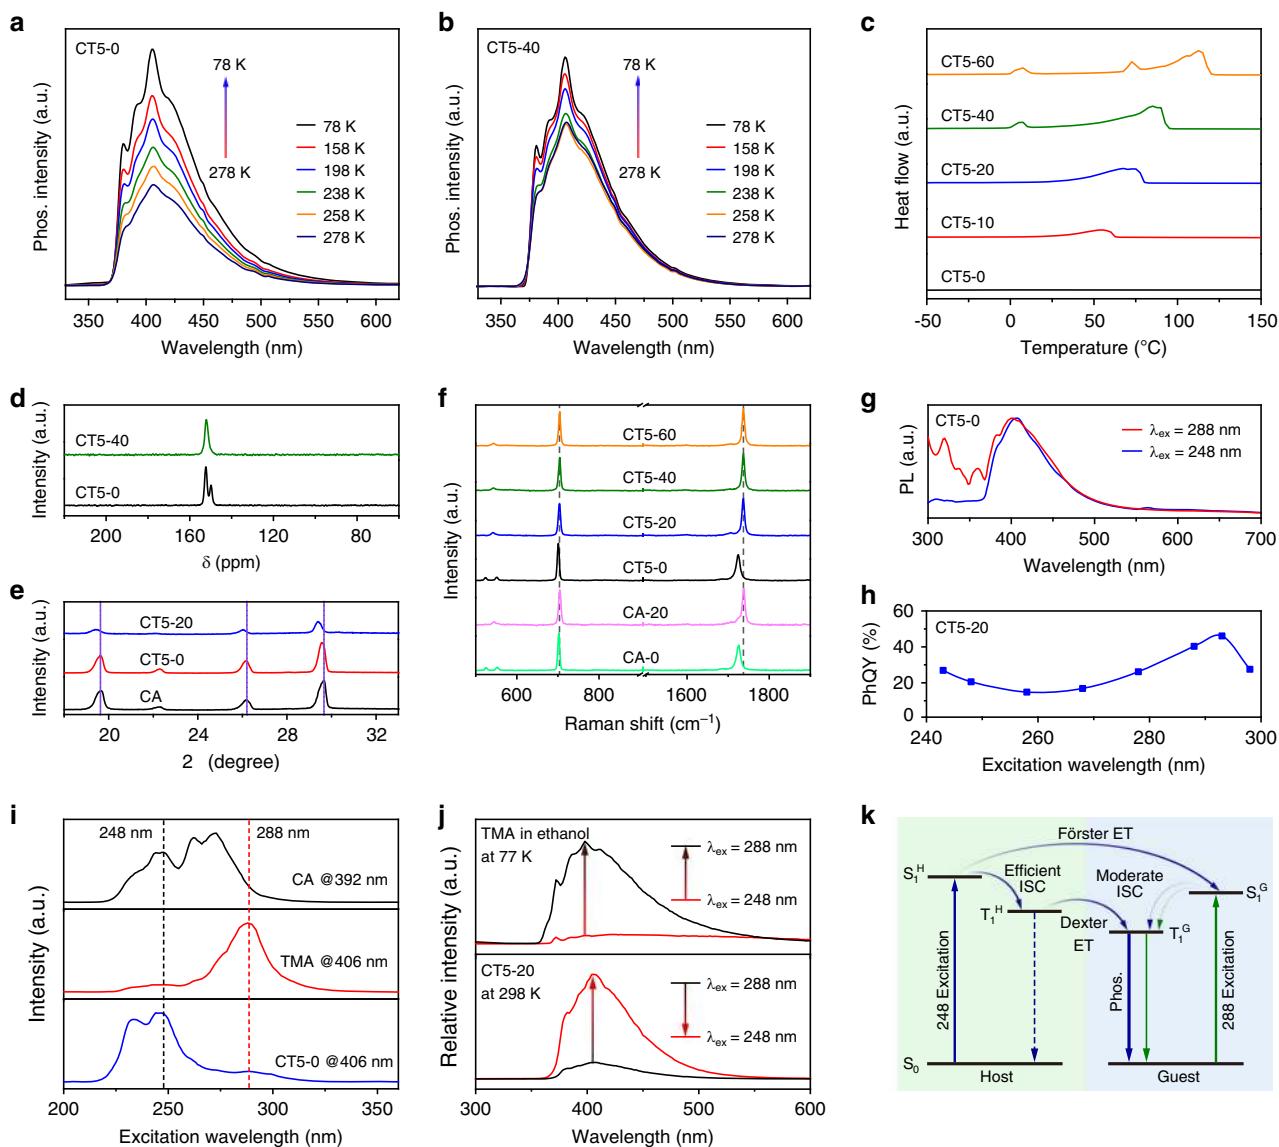 a
CT5-0
78 K
278 K
78 K
158 K
198 K
238 K
258 K
278 K
Phos. intensity (a.u.)
350 400 450 500 550 600
Wavelength (nm)
b
CT5-40
78 K
278 K
78 K
158 K
198 K
238 K
258 K
278 K
Phos. intensity (a.u.)
350 400 450 500 550 600
Wavelength (nm)
c
CT5-60
CT5-40
CT5-20
CT5-10
CT5-0
Heat flow (a.u.)
-50 0 50 100 150
Temperature (°C)
d
CT5-40
CT5-0
Intensity (a.u.)
200 150 100
δ (ppm)
e
CT5-20
CT5-0
CA
Intensity (a.u.)
20 24 28 32
2 (degree)
f
CT5-60
CT5-40
CT5-20
CT5-0
CA-20
CA-0
Intensity (a.u.)
600 800 1600 1800
Raman shift (cm⁻¹)
g
CT5-0
λex = 288 nm
λex = 248 nm
PL (a.u.)
300 400 500 600 700
Wavelength (nm)
h
CT5-20
PhQY (%)
60
40
20
0
240 260 280 300
Excitation wavelength (nm)
i
248 nm
288 nm
CA @392 nm
TMA @406 nm
CT5-0 @406 nm
Intensity (a.u.)
200 250 300 350
Excitation wavelength (nm)
j
TMA in ethanol
at 77 K
λex = 288 nm
λex = 248 nm
CT5-20
at 298 K
λex = 288 nm
λex = 248 nm
Relative intensity (a.u.)
300 400 500 600
Wavelength (nm)
k
Förster ET
S₁ᴴ
Efficient
ISC
Moderate
ISC
S₁ᴳ
T₁ᴴ
Dexter
ET
T₁ᴳ
248 Excitation
Phos.
288 Excitation
S₀
Host
Guest